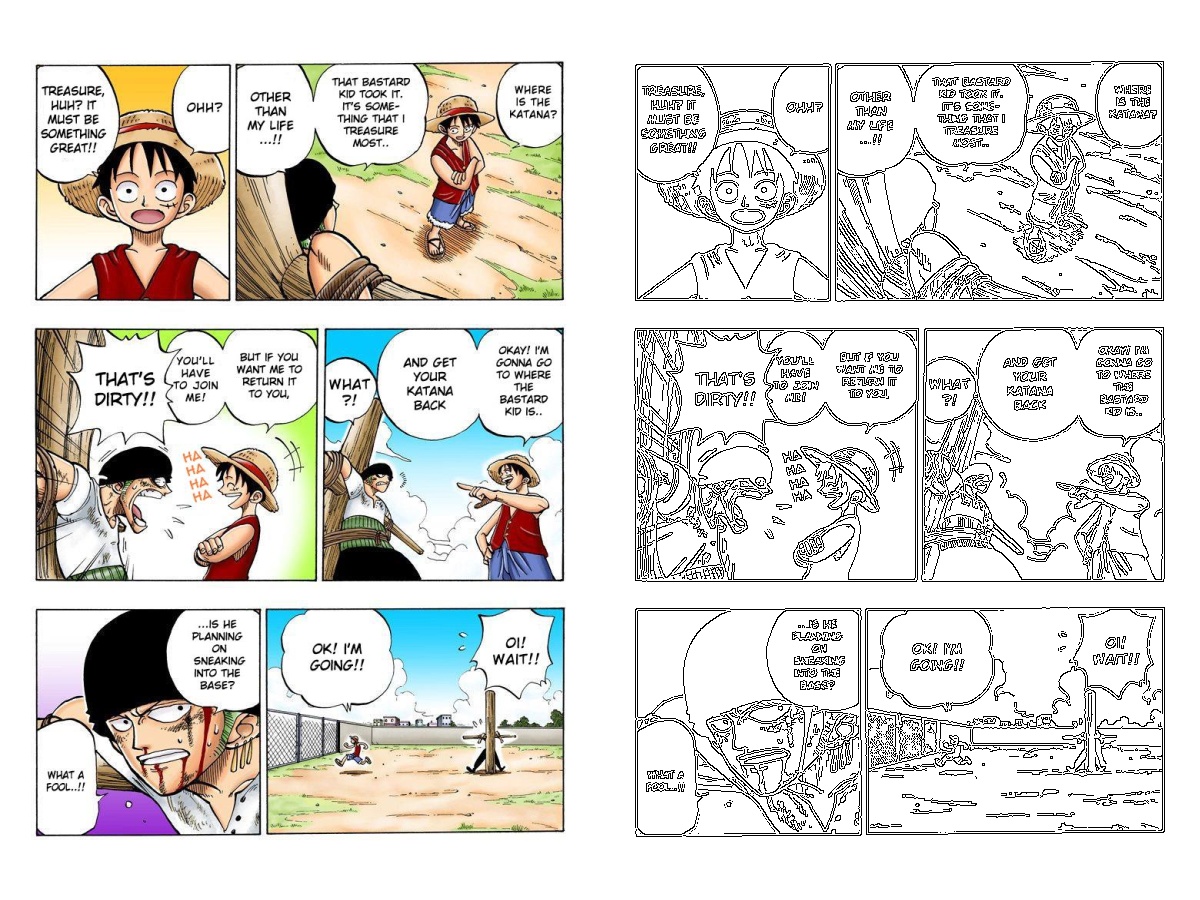 WHERE
IS THE
KATANA?
THAT BASTARD
KID TOOK IT.
IT'S SOME-
THING THAT I
TREASURE
MOST..
OTHER
THAN
MY LIFE
...!!
OHH?
TREASURE,
HUH? IT
MUST BE
SOMETHING
GREAT!!
OKAY! I'M
GONNA GO
TO WHERE
THE
BASTARD
KID IS..
AND GET
YOUR
KATANA
BACK
WHAT
?!
BUT IF YOU
WANT ME TO
RETURN IT
TO YOU,
YOU'LL
HAVE
TO JOIN
ME!
THAT'S
DIRTY!!
HA
HA
HA
HA
OI!
WAIT!!
OK! I'M
GOING!!
...IS HE
PLANNING
ON
SNEAKING
INTO THE
BASE?
WHAT A
FOOL..!!
WHERE
IS THE
KATANA?
THAT BASTARD
KID TOOK IT.
IT'S SOME-
THING THAT I
TREASURE
MOST..
OTHER
THAN
MY LIFE
...!!
OHH?
TREASURE,
HUH? IT
MUST BE
SOMETHING
GREAT!!
OKAY! I'M
GONNA GO
TO WHERE
THE
BASTARD
KID IS..
AND GET
YOUR
KATANA
BACK
WHAT
?!
BUT IF YOU
WANT ME TO
RETURN IT
TO YOU,
YOU'LL
HAVE
TO JOIN
ME!
THAT'S
DIRTY!!
HA
HA
HA
HA
OI!
WAIT!!
OK! I'M
GOING!!
...IS HE
PLANNING
ON
SNEAKING
INTO THE
BASE?
WHAT A
FOOL..!!